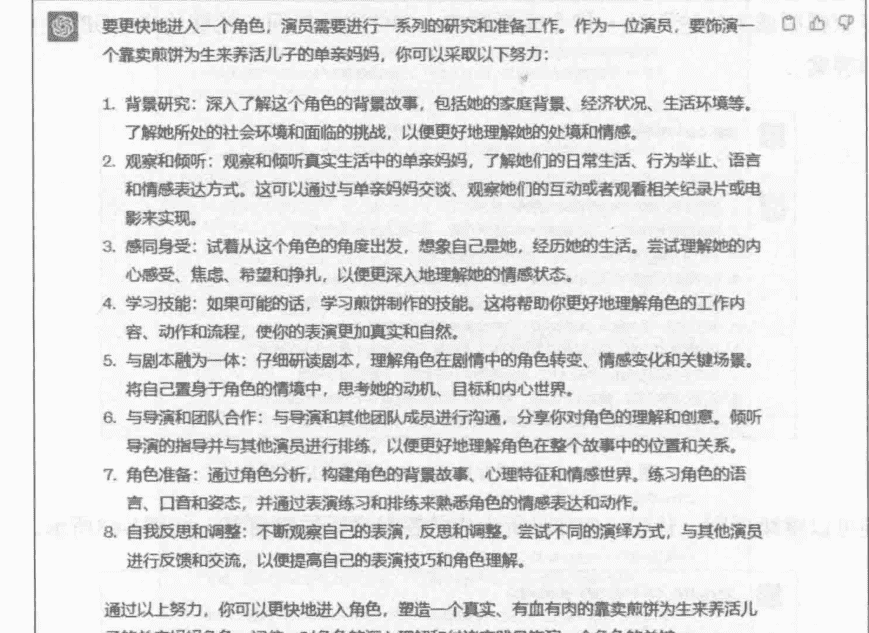 要更快地进入一个角色，演员需要进行一系列的研究和准备工作。作为一位演员，要饰演一
个靠卖煎饼为生来养活儿子的单亲妈妈，你可以采取以下努力：
1. 背景研究：深入了解这个角色的背景故事，包括她的家庭背景、经济状况、生活环境等。
了解她所处的社会环境和面临的挑战，以便更好地理解她的处境和情感。
2. 观察和倾听：观察和倾听真实生活中的单亲妈妈，了解她们的日常生活、行为举止、语言
和情感表达方式。这可以通过与单亲妈妈交谈、观察她们的互动或者观看相关纪录片或电
影来实现。
3. 感同身受：试着从这个角色的角度出发，想象自己是她，经历她的生活。尝试理解她的内
心感受、焦虑、希望和挣扎，以便更深入地理解她的情感状态。
4. 学习技能：如果可能的话，学习煎饼制作的技能。这将帮助你更好地理解角色的工作内
容、动作和流程，使你的表演更加真实和自然。
5. 与剧本融为一体：仔细研读剧本，理解角色在剧情中的角色转变、情感变化和关键场景。
将自己置身于角色的情境中，思考她的动机、目标和内心世界。
6. 与导演和团队合作：与导演和其他团队成员进行沟通，分享你对角色的理解和创意。倾听
导演的指导并与其他演员进行排练，以便更好地理解角色在整个故事中的位置和关系。
7. 角色准备：通过角色分析，构建角色的背景故事、心理特征和情感世界。练习角色的语
言、口音和姿态，并通过表演练习和排练来熟悉角色的情感表达和动作。
8. 自我反思和调整：不断观察自己的表演，反思和调整。尝试不同的演绎方式，与其他演员
进行反馈和交流，以便提高自己的表演技巧和角色理解。
通过以上努力，你可以更快地进入角色，塑造一个真实、有血有肉的靠卖煎饼为生来养活儿